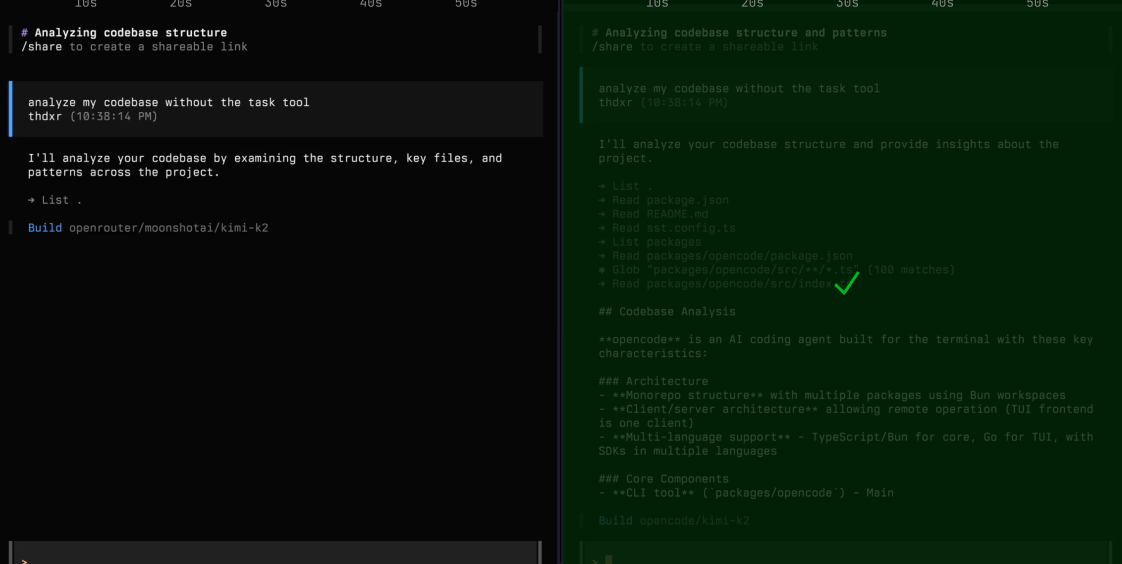 10s 20s 30s 40s 50s
# Analyzing codebase structure
/share to create a shareable link
analyze my codebase without the task tool
thdxr (10:38:14 PM)
I'll analyze your codebase by examining the structure, key files, and
patterns across the project.
→ List .
Build openrouter/moonshotai/kimi-k2
>
10s 20s 30s 40s 50s
# Analyzing codebase structure and patterns
/share to create a shareable link
analyze my codebase without the task tool
thdxr (10:38:14 PM)
I'll analyze your codebase structure and provide insights about the
project.
→ List .
→ Read package.json
→ Read README.md
→ Read sst.config.ts
→ List packages
→ Read packages/opencode/package.json
✱ Glob "packages/opencode/src/**/*.ts" (100 matches)
→ Read packages/opencode/src/index
## Codebase Analysis
**opencode** is an AI coding agent built for the terminal with these key
characteristics:
### Architecture
- **Monorepo structure** with multiple packages using Bun workspaces
- **Client/server architecture** allowing remote operation (TUI frontend
is one client)
- **Multi-language support** - TypeScript/Bun for core, Go for TUI, with
SDKs in multiple languages
### Core Components
- **CLI tool** (`packages/opencode`) - Main
Build opencode/kimi-k2
>